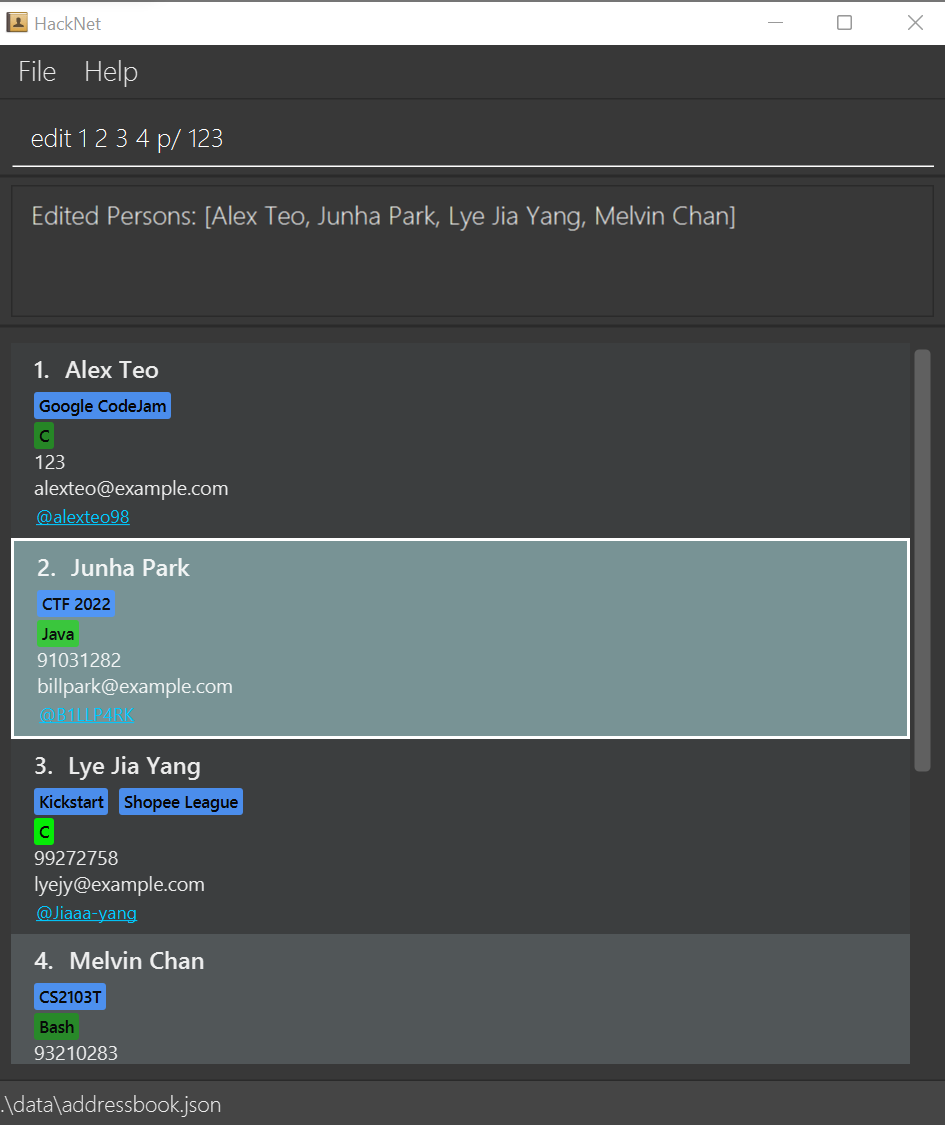 HackNet
File Help
edit 1 2 3 4 p/ 123
Edited Persons: [Alex Teo, Junha Park, Lye Jia Yang, Melvin Chan]
1. Alex Teo
Google CodeJam
C
123
alexteo@example.com
@alexteo98
2. Junha Park
CTF 2022
Java
91031282
billpark@example.com
@B1LLP4RK
3. Lye Jia Yang
Kickstart Shopee League
C
99272758
lyejy@example.com
@Jiaaa-yang
4. Melvin Chan
CS2103T
Bash
93210283
.\data\addressbook.json